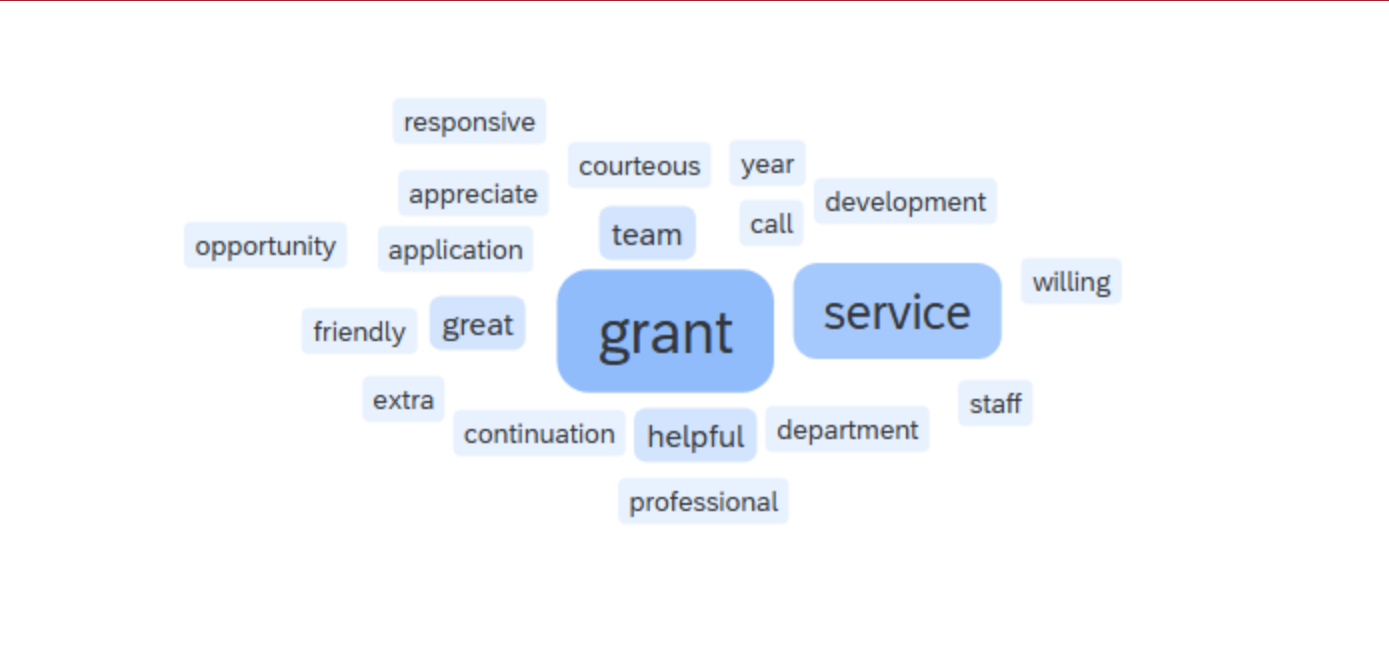 responsive
courteous
year
appreciate
development
team
call
opportunity
application
willing
service
grant
great
friendly
extra
staff
continuation
helpful
department
professional